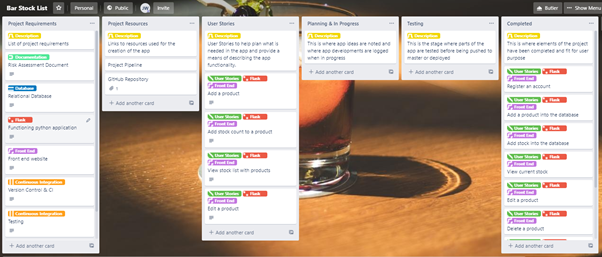 Bar Stock List
Personal
Public
JW
Invite
Butler
Show Menu
Project Requirements
Description
List of project requirements
Documentation
Risk Assessment Document
Database
Relational Database
Flask
Functioning python application
Front End
Front end website
Continuous Integration
Version Control & CI
Continuous Integration
Testing
+ Add another card
Project Resources
Description
Links to resources used for the
creation of the app
Project Pipeline
GitHub Repository
1
+ Add another card
User Stories
Description
User Stories to help plan what is
needed in the app and provide a
means of describing the app
functionality.
User Stories Flask
Front End
Add a product
User Stories Flask
Front End
Add stock count to a product
User Stories Flask
Front End
View stock list with products
User Stories Flask
Front End
Edit a product
+ Add another card
Planning & In Progress
Description
This is where app ideas are noted and
where app developments are logged
when in progress
+ Add another card
Testing
Description
This is the stage where parts of the
app are tested before being pushed to
master or deployed
+ Add another card
Completed
Description
This is where elements of the project
have been completed and fit for user
purpose
User Stories Flask
Front End
Register an account
User Stories Flask
Front End
Add a product into the database
User Stories Flask
Front End
Add stock into the database
User Stories Flask
Front End
View current stock
User Stories Flask
Front End
Edit a product
User Stories Flask
Front End
Delete a product
+ Add another card